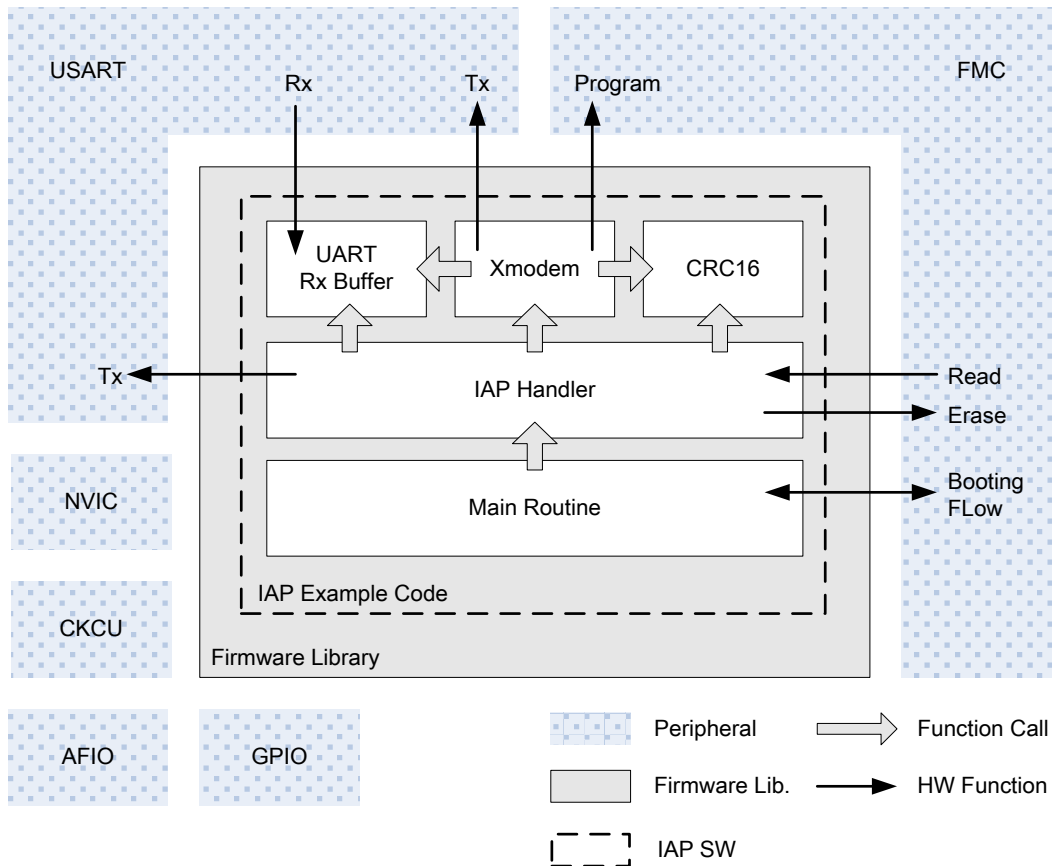 USART
FMC
Rx
Tx
Program
UART
Rx Buffer
Xmodem
CRC16
Tx
IAP Handler
Read
Erase
NVIC
Main Routine
Booting
FLow
IAP Example Code
CKCU
Firmware Library
AFIO
GPIO
Peripheral
Function Call
Firmware Lib.
HW Function
IAP SW